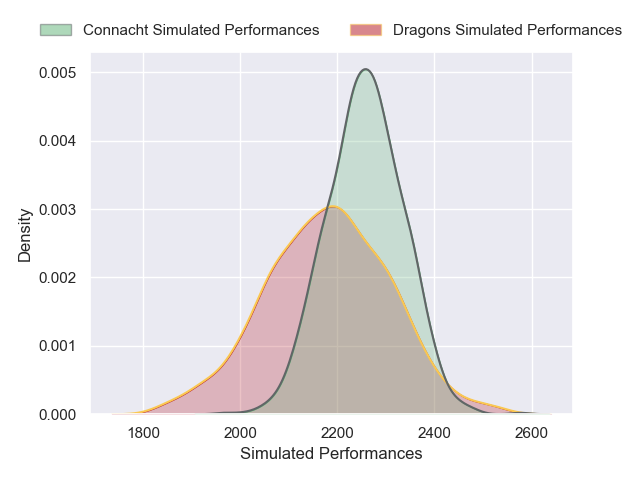 Connacht Simulated Performances Dragons Simulated Performances
0.005
0.004
0.003
0.002
0.001
0.000
Density
1800 2000 2200 2400 2600
Simulated Performances